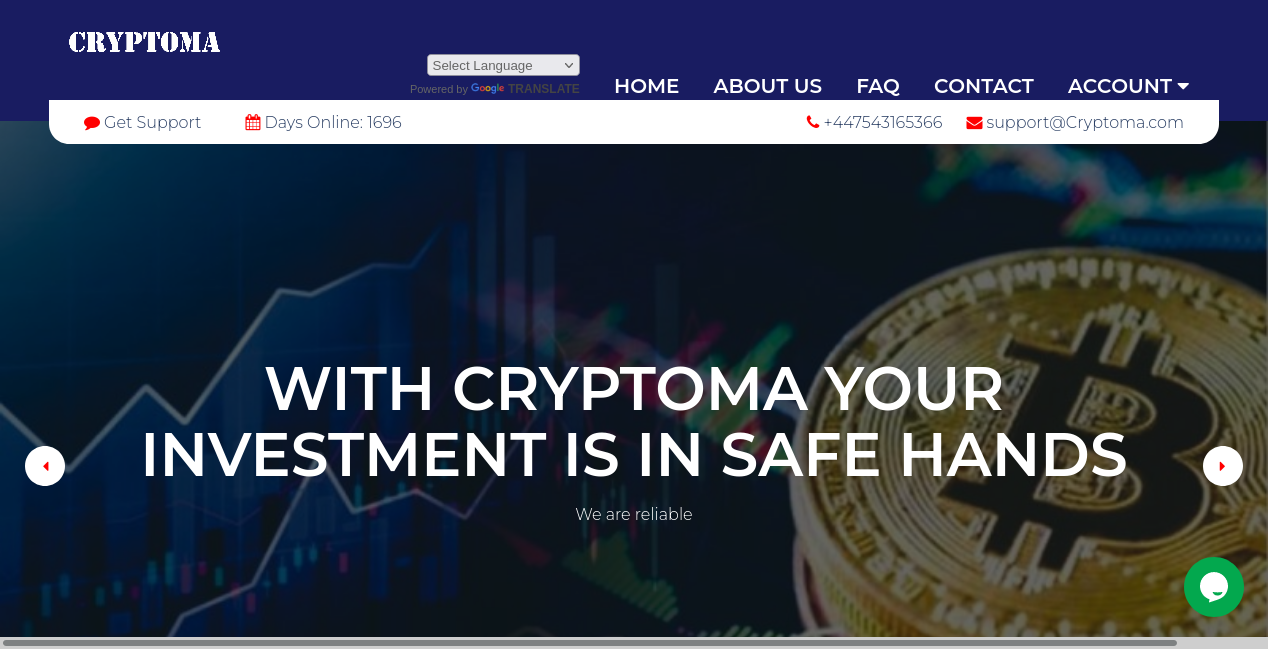 CRYPTOMA
Select Language
Powered by Google TRANSLATE
HOME ABOUT US FAQ CONTACT ACCOUNT
Get Support Days Online: 1696 +447543165366 support@Cryptoma.com
WITH CRYPTOMA YOUR
INVESTMENT IS IN SAFE HANDS
We are reliable